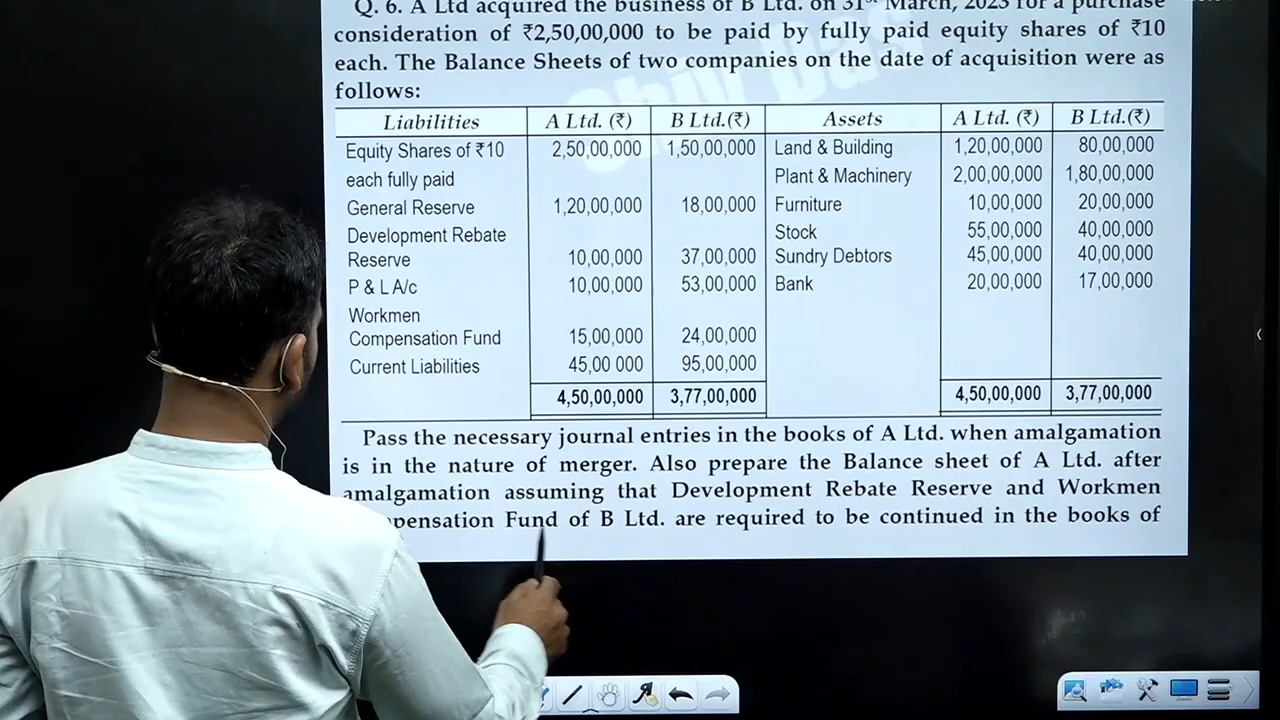 Q. 6. A Ltd acquired the business of B Ltd. on 31st March, 2023 for a purchase
consideration of ₹2,50,00,000 to be paid by fully paid equity shares of ₹10
each. The Balance Sheets of two companies on the date of acquisition were as
follows:
Liabilities A Ltd. (₹) B Ltd.(₹) Assets A Ltd. (₹) B Ltd.(₹)
Equity Shares of ₹10 2,50,00,000 1,50,00,000 Land & Building 1,20,00,000 80,00,000
each fully paid Plant & Machinery 2,00,00,000 1,80,00,000
General Reserve 1,20,00,000 18,00,000 Furniture 10,00,000 20,00,000
Development Rebate Stock 55,00,000 40,00,000
Reserve 10,00,000 37,00,000 Sundry Debtors 45,00,000 40,00,000
P & L A/c 10,00,000 53,00,000 Bank 20,00,000 17,00,000
Workmen
Compensation Fund 15,00,000 24,00,000
Current Liabilities 45,00 000 95,00,000
4,50,00,000 3,77,00,000 4,50,00,000 3,77,00,000
Pass the necessary journal entries in the books of A Ltd. when amalgamation
is in the nature of merger. Also prepare the Balance sheet of A Ltd. after
amalgamation assuming that Development Rebate Reserve and Workmen
pensation Fund of B Ltd. are required to be continued in the books of